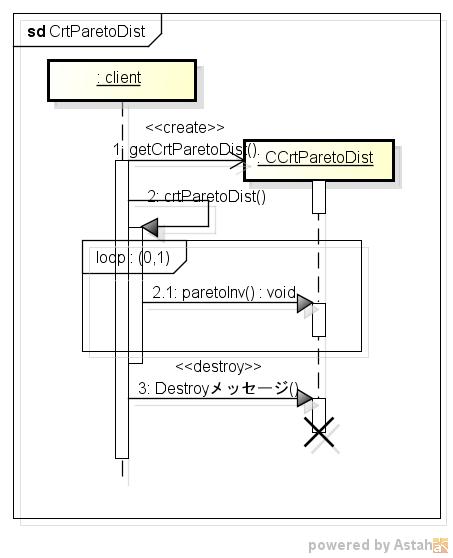 sd CrtParetoDist
: client
<<create>>
1: getCrtParetoDist()
: CCrtParetoDist
2: crtParetoDist()
loop : (0,1)
2.1: paretoInv() : void
<<destroy>>
3: Destroyメッセージ()
powered by Astah